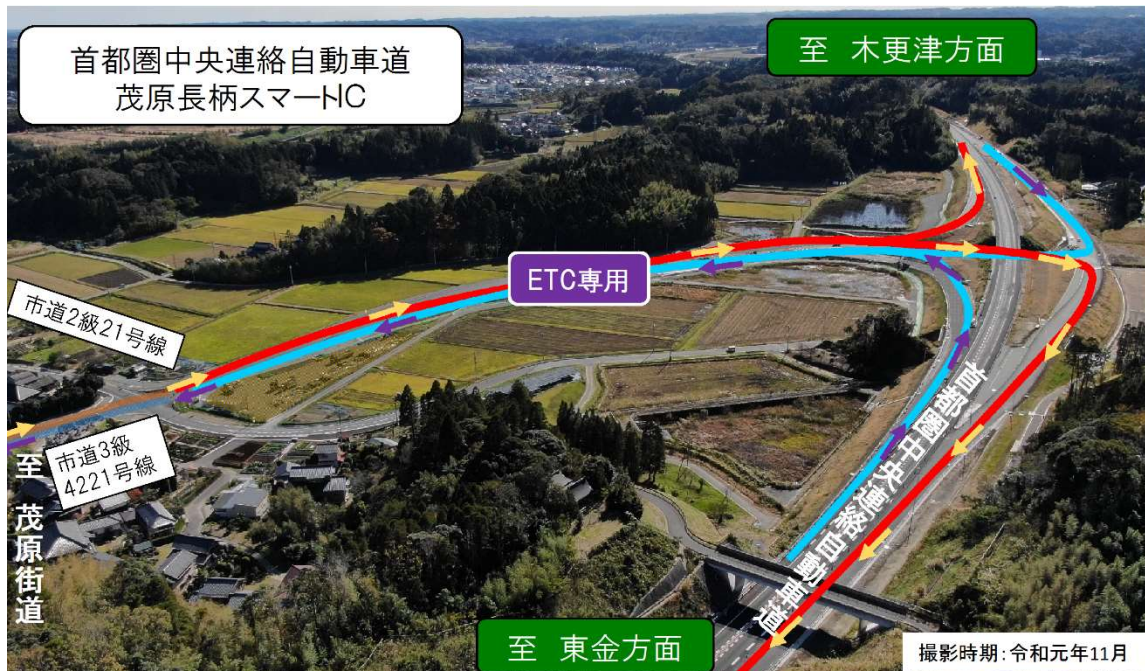 首都圏中央連絡自動車道
茂原長柄スマートIC
至 木更津方面
ETC専用
市道2級21号線
市道3級
4221号線
至 茂原街道
首都圏中央連絡自動車道
至 東金方面
撮影時期:令和元年11月